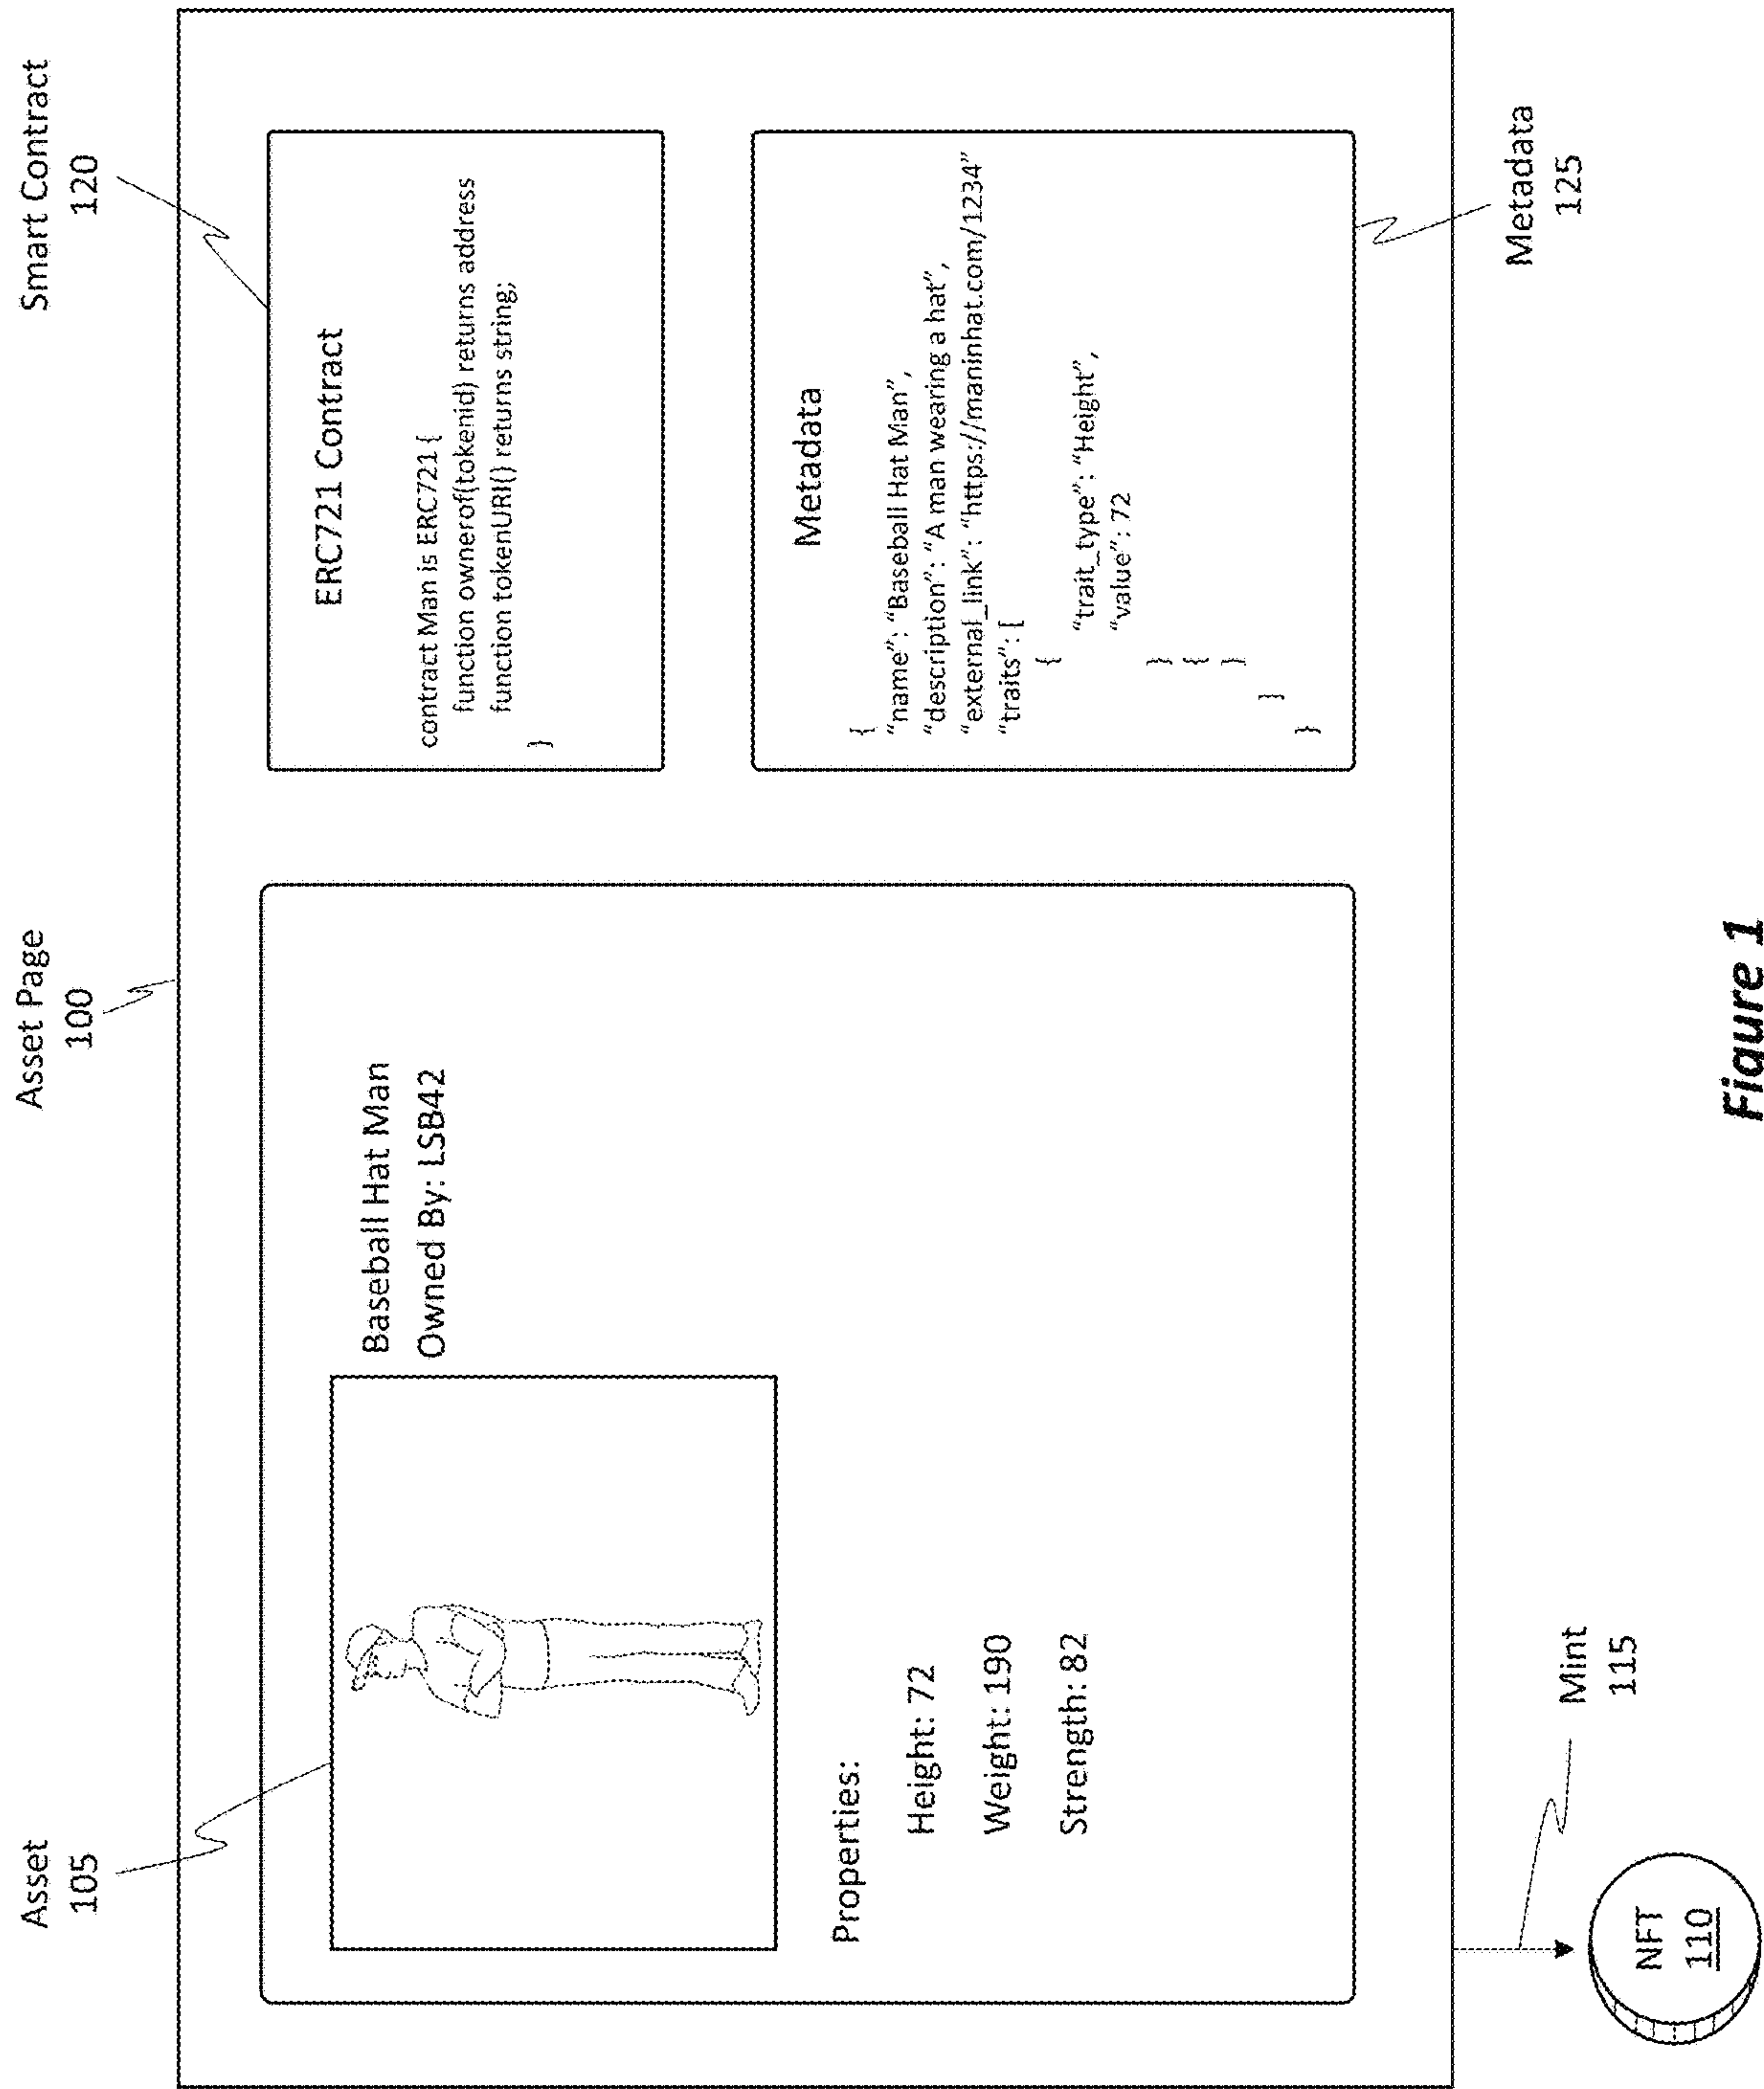 Asset
105
Asset Page
100
Smart Contract
120
Baseball Hat Man
Owned By: LSB42
Properties:
Height: 72
Weight: 190
Strength: 82
ERC721 Contract
contract Man is ERC721 {
function ownerof(tokenid) returns address
function tokenURI() returns string;
}
Metadata
{
"name": "Baseball Hat Man",
"description": "A man wearing a hat",
"external_link": "https://maninhat.com/1234"
"traits": [
{
"trait_type": "Height",
"value": 72
}
{
}
]
}
NFT
110
Mint
115
Metadata
125
Figure 1